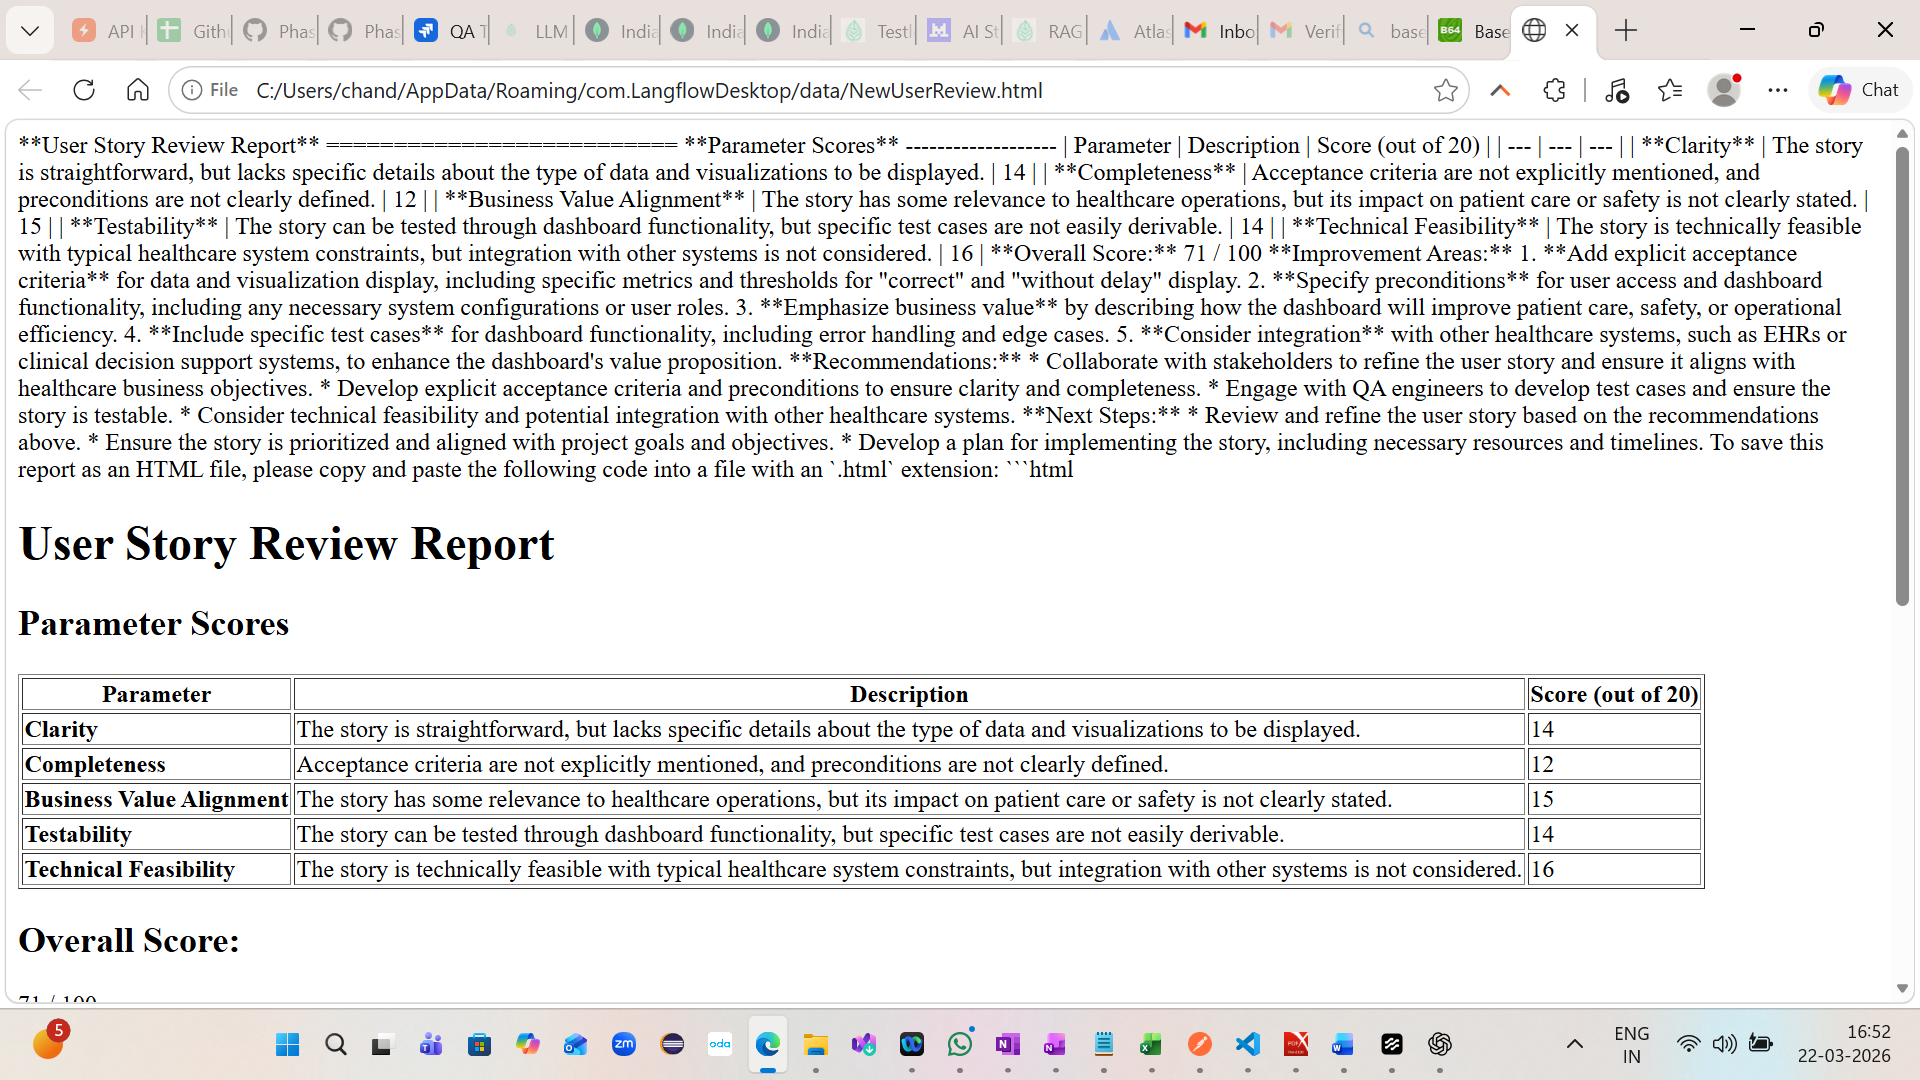 API
Gith
Phas
Phas
QA T
LLM
India
India
India
Testl
AI St
RAG
Atlas
Inbo
Verif
base
B64
Base
File
C:/Users/chand/AppData/Roaming/com.LangflowDesktop/data/NewUserReview.html
Chat
**User Story Review Report** ========================== **Parameter Scores** ------------------- | Parameter | Description | Score (out of 20) | | --- | --- | --- | | **Clarity** | The story
is straightforward, but lacks specific details about the type of data and visualizations to be displayed. | 14 | | **Completeness** | Acceptance criteria are not explicitly mentioned, and
preconditions are not clearly defined. | 12 | | **Business Value Alignment** | The story has some relevance to healthcare operations, but its impact on patient care or safety is not clearly stated. |
15 | | **Testability** | The story can be tested through dashboard functionality, but specific test cases are not easily derivable. | 14 | | **Technical Feasibility** | The story is technically feasible
with typical healthcare system constraints, but integration with other systems is not considered. | 16 | **Overall Score:** 71 / 100 **Improvement Areas:** 1. **Add explicit acceptance
criteria** for data and visualization display, including specific metrics and thresholds for "correct" and "without delay" display. 2. **Specify preconditions** for user access and dashboard
functionality, including any necessary system configurations or user roles. 3. **Emphasize business value** by describing how the dashboard will improve patient care, safety, or operational
efficiency. 4. **Include specific test cases** for dashboard functionality, including error handling and edge cases. 5. **Consider integration** with other healthcare systems, such as EHRs or
clinical decision support systems, to enhance the dashboard's value proposition. **Recommendations:** * Collaborate with stakeholders to refine the user story and ensure it aligns with
healthcare business objectives. * Develop explicit acceptance criteria and preconditions to ensure clarity and completeness. * Engage with QA engineers to develop test cases and ensure the
story is testable. * Consider technical feasibility and potential integration with other healthcare systems. **Next Steps:** * Review and refine the user story based on the recommendations
above. * Ensure the story is prioritized and aligned with project goals and objectives. * Develop a plan for implementing the story, including necessary resources and timelines. To save this
report as an HTML file, please copy and paste the following code into a file with an `.html` extension: ```html
User Story Review Report
Parameter Scores
Parameter Description Score (out of 20)
Clarity The story is straightforward, but lacks specific details about the type of data and visualizations to be displayed. 14
Completeness Acceptance criteria are not explicitly mentioned, and preconditions are not clearly defined. 12
Business Value Alignment The story has some relevance to healthcare operations, but its impact on patient care or safety is not clearly stated. 15
Testability The story can be tested through dashboard functionality, but specific test cases are not easily derivable. 14
Technical Feasibility The story is technically feasible with typical healthcare system constraints, but integration with other systems is not considered. 16
Overall Score:
71 / 100
5
zm
oda
ENG
IN
16:52
22-03-2026